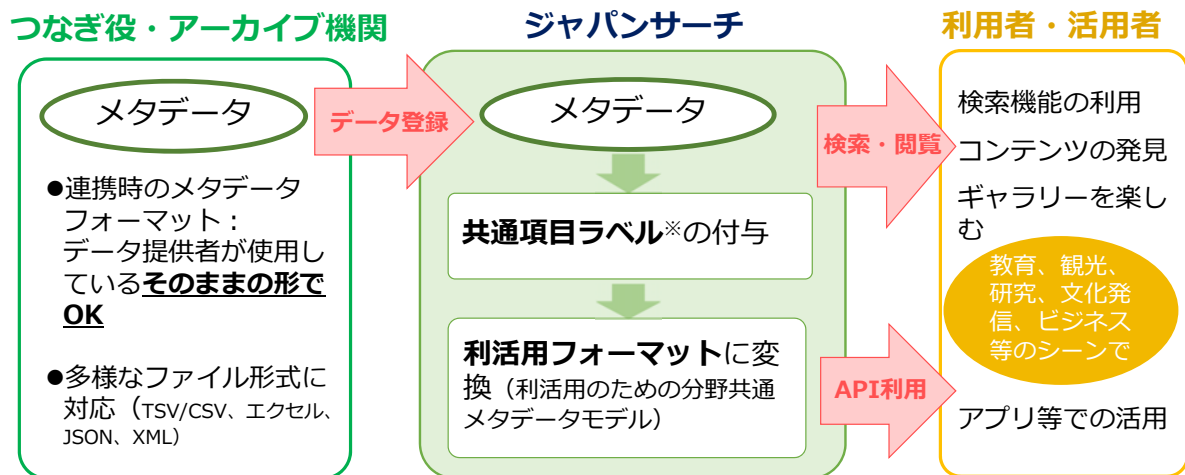 つなぎ役・アーカイブ機関
メタデータ
●連携時のメタデータ
フォーマット：
データ提供者が使用し
ているそのままの形で
OK
●多様なファイル形式に
対応（TSV/CSV、エクセル、
JSON、XML）
データ登録
ジャパンサーチ
メタデータ
共通項目ラベル※の付与
利活用フォーマットに変
換（利活用のための分野共通
メタデータモデル）
検索・閲覧
API利用
利用者・活用者
検索機能の利用
コンテンツの発見
ギャラリーを楽し
む
教育、観光、
研究、文化発
信、ビジネス
等のシーンで
アプリ等での活用